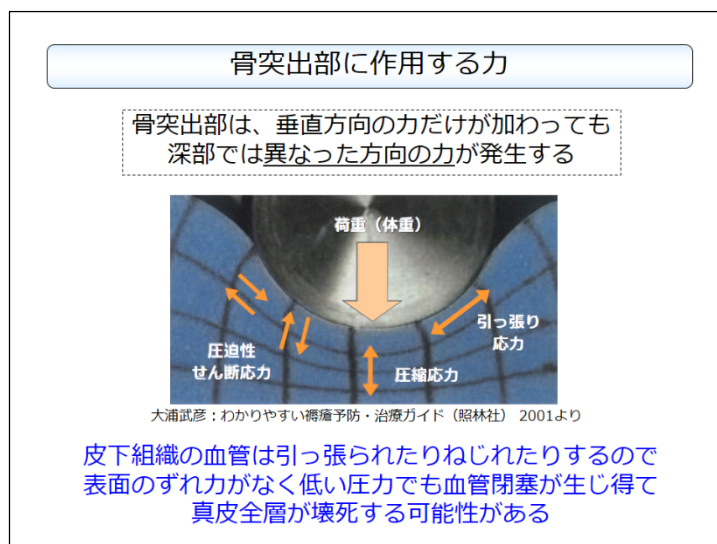 骨突出部に作用する力
骨突出部は、垂直方向の力だけが加わっても
深部では異なった方向の力が発生する
荷重（体重）
引っ張り
応力
圧迫性
せん断応力
圧縮応力
大浦武彦：わかりやすい褥瘡予防・治療ガイド（照林社） 2001より
皮下組織の血管は引っ張られたりねじれたりするので
表面のずれ力がなく低い圧力でも血管閉塞が生じ得て
真皮全層が壊死する可能性がある